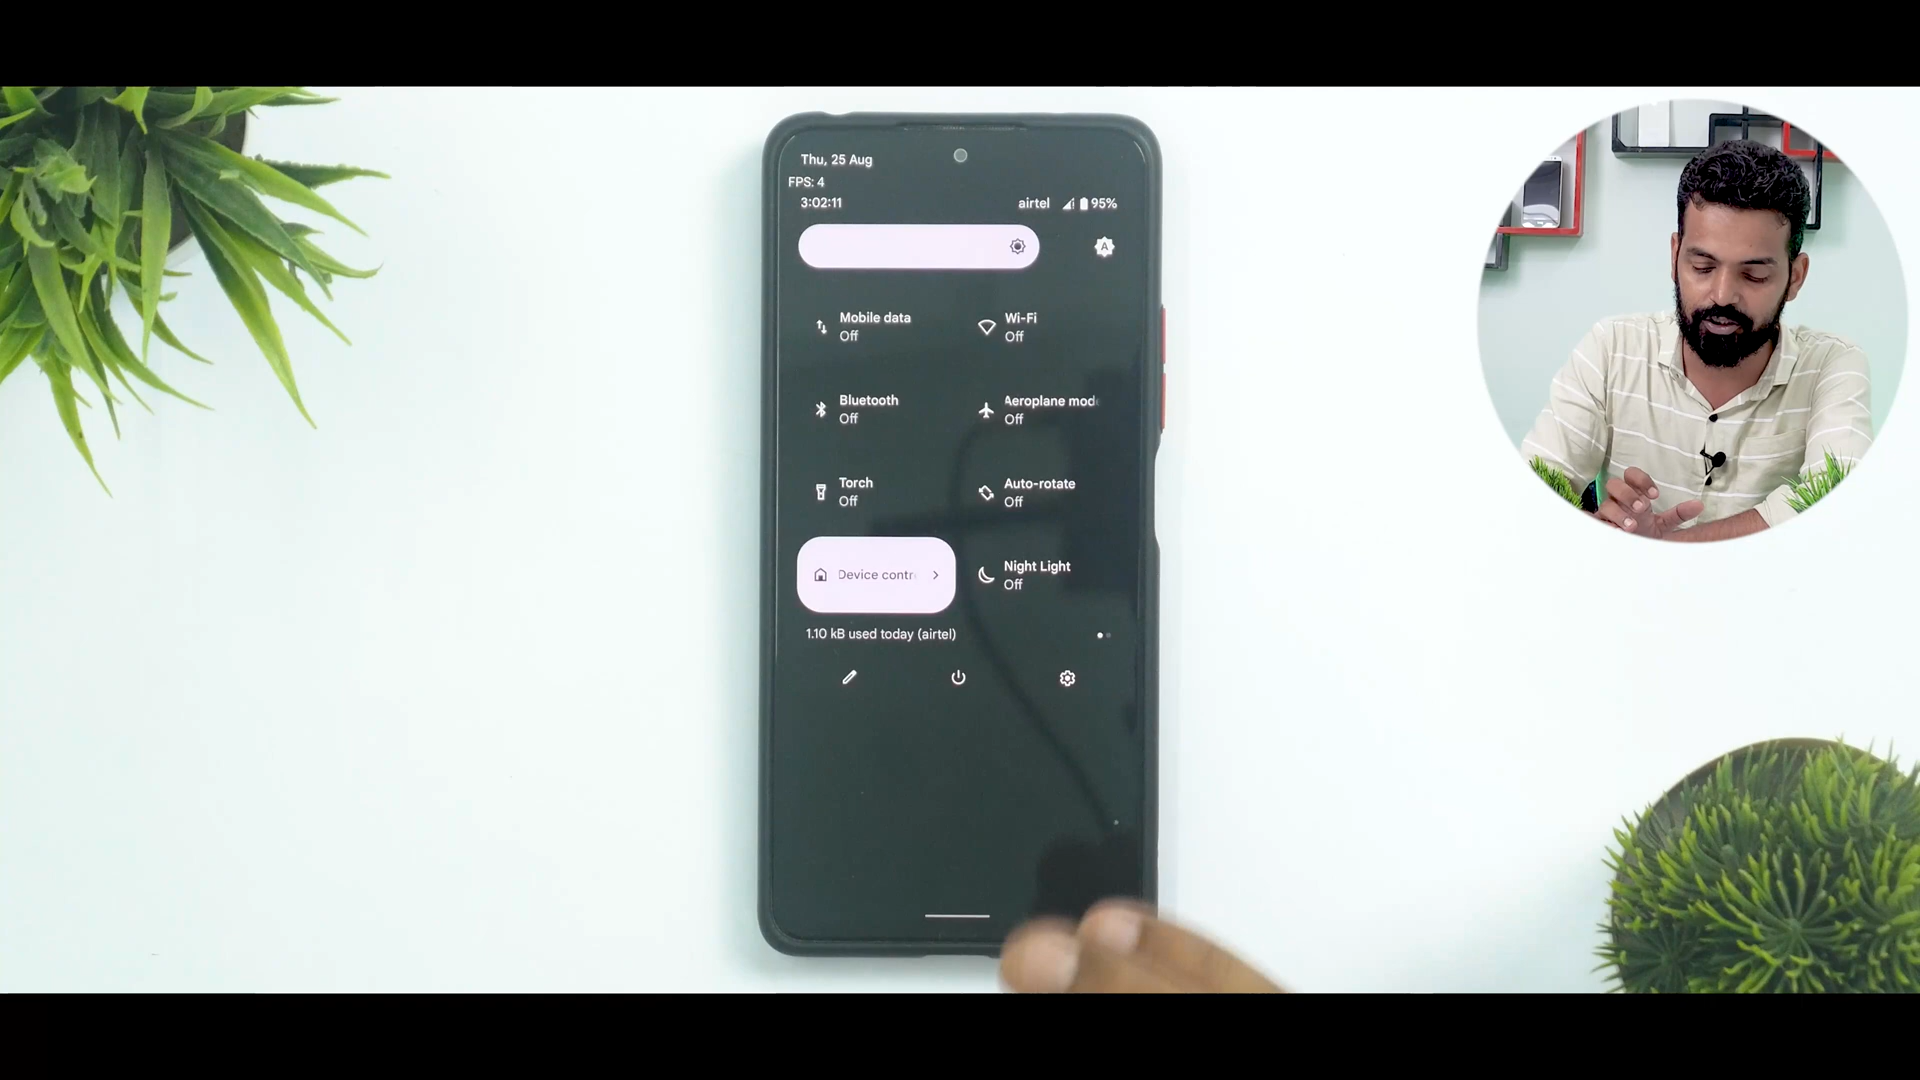 Thu, 25 Aug
FPS: 4
3:02:11
airtel 95%
A
Mobile data
Off
Wi-Fi
Off
Bluetooth
Off
Aeroplane mod
Off
Torch
Off
Auto-rotate
Off
Device contr
Night Light
Off
1.10 kB used today (airtel)